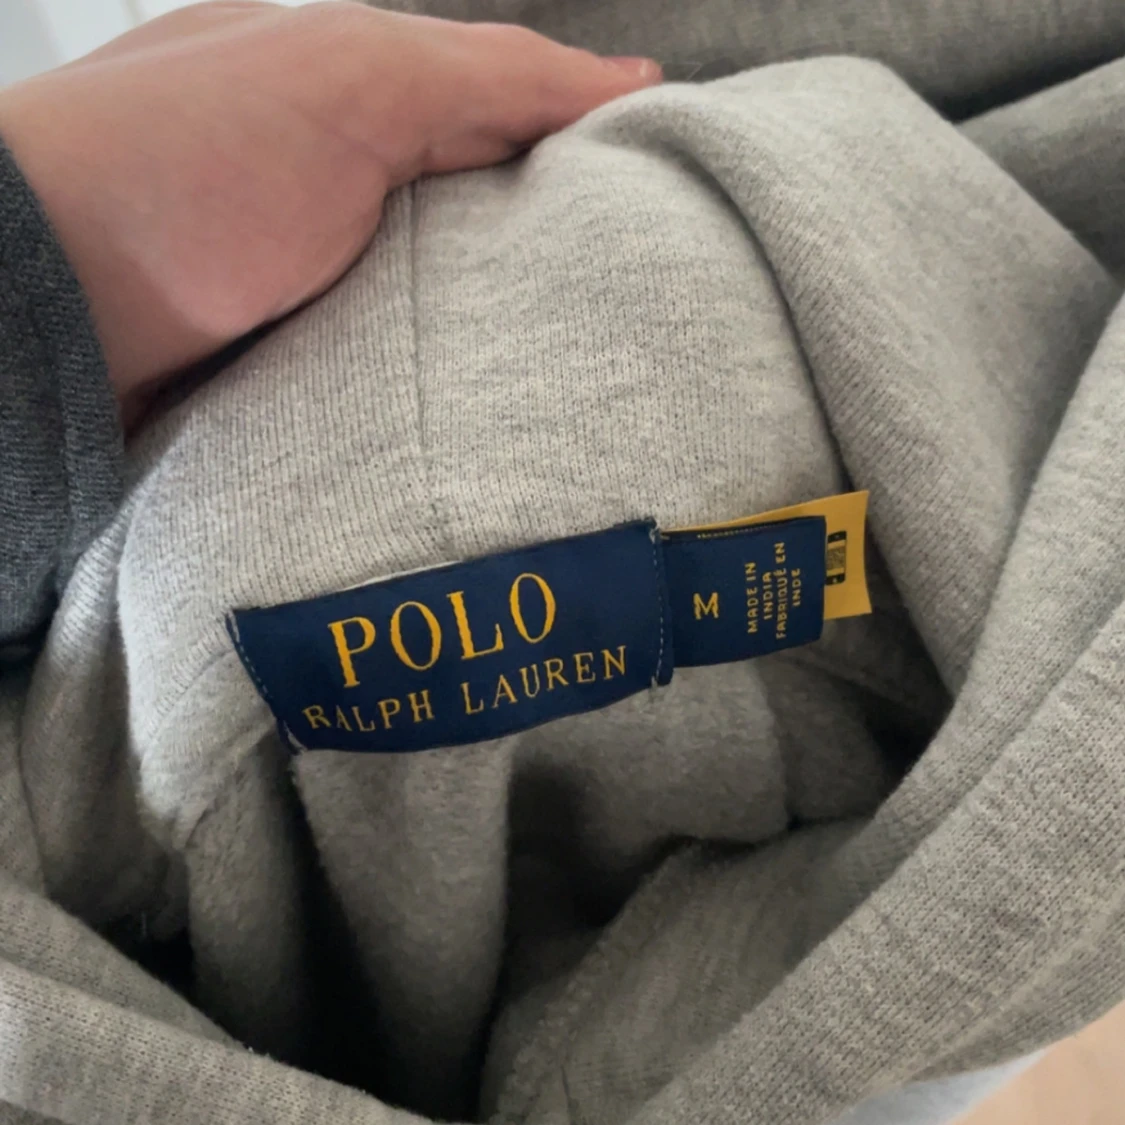 POLO
RALPH LAUREN
M
MADE IN
INDIA
FABRIQUÉ EN
INDE